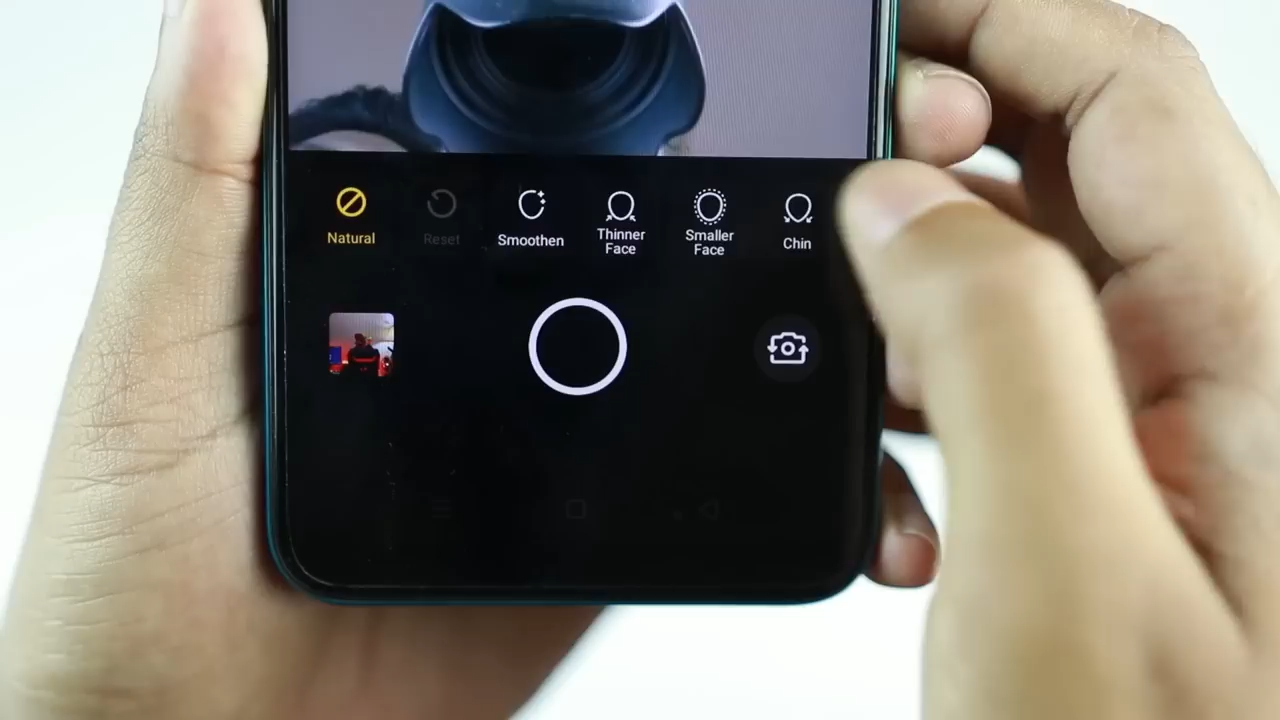 Natural
Reset
Smoothen
Thinner
Face
Smaller
Face
Chin